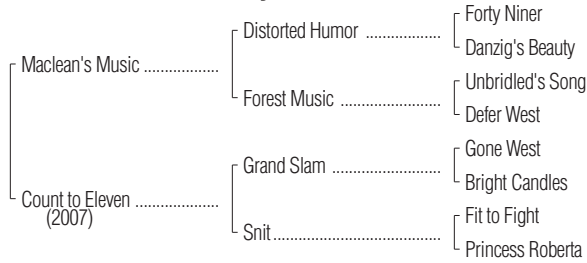 Forty Niner
Distorted Humor ..................
Danzig's Beauty
Maclean's Music ..................
Unbridled's Song
Forest Music ........................
Defer West
Gone West
Grand Slam ..........................
Bright Candles
Count to Eleven ....................
(2007)
Fit to Fight
Snit ........................................
Princess Roberta